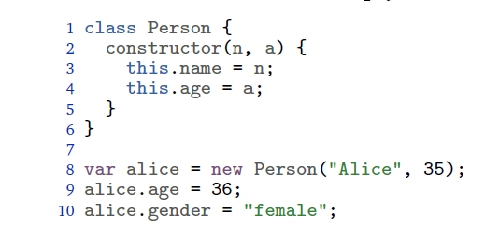 1 class Person {
2   constructor(n, a) {
3     this.name = n;
4     this.age = a;
5   }
6 }
7
8 var alice = new Person("Alice", 35);
9 alice.age = 36;
10 alice.gender = "female";